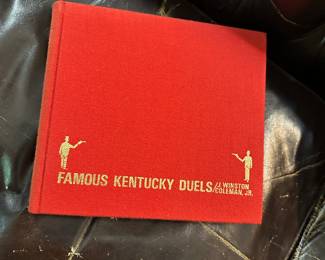 FAMOUS KENTUCKY DUELS/J. WINSTON
COLEMAN, JR.